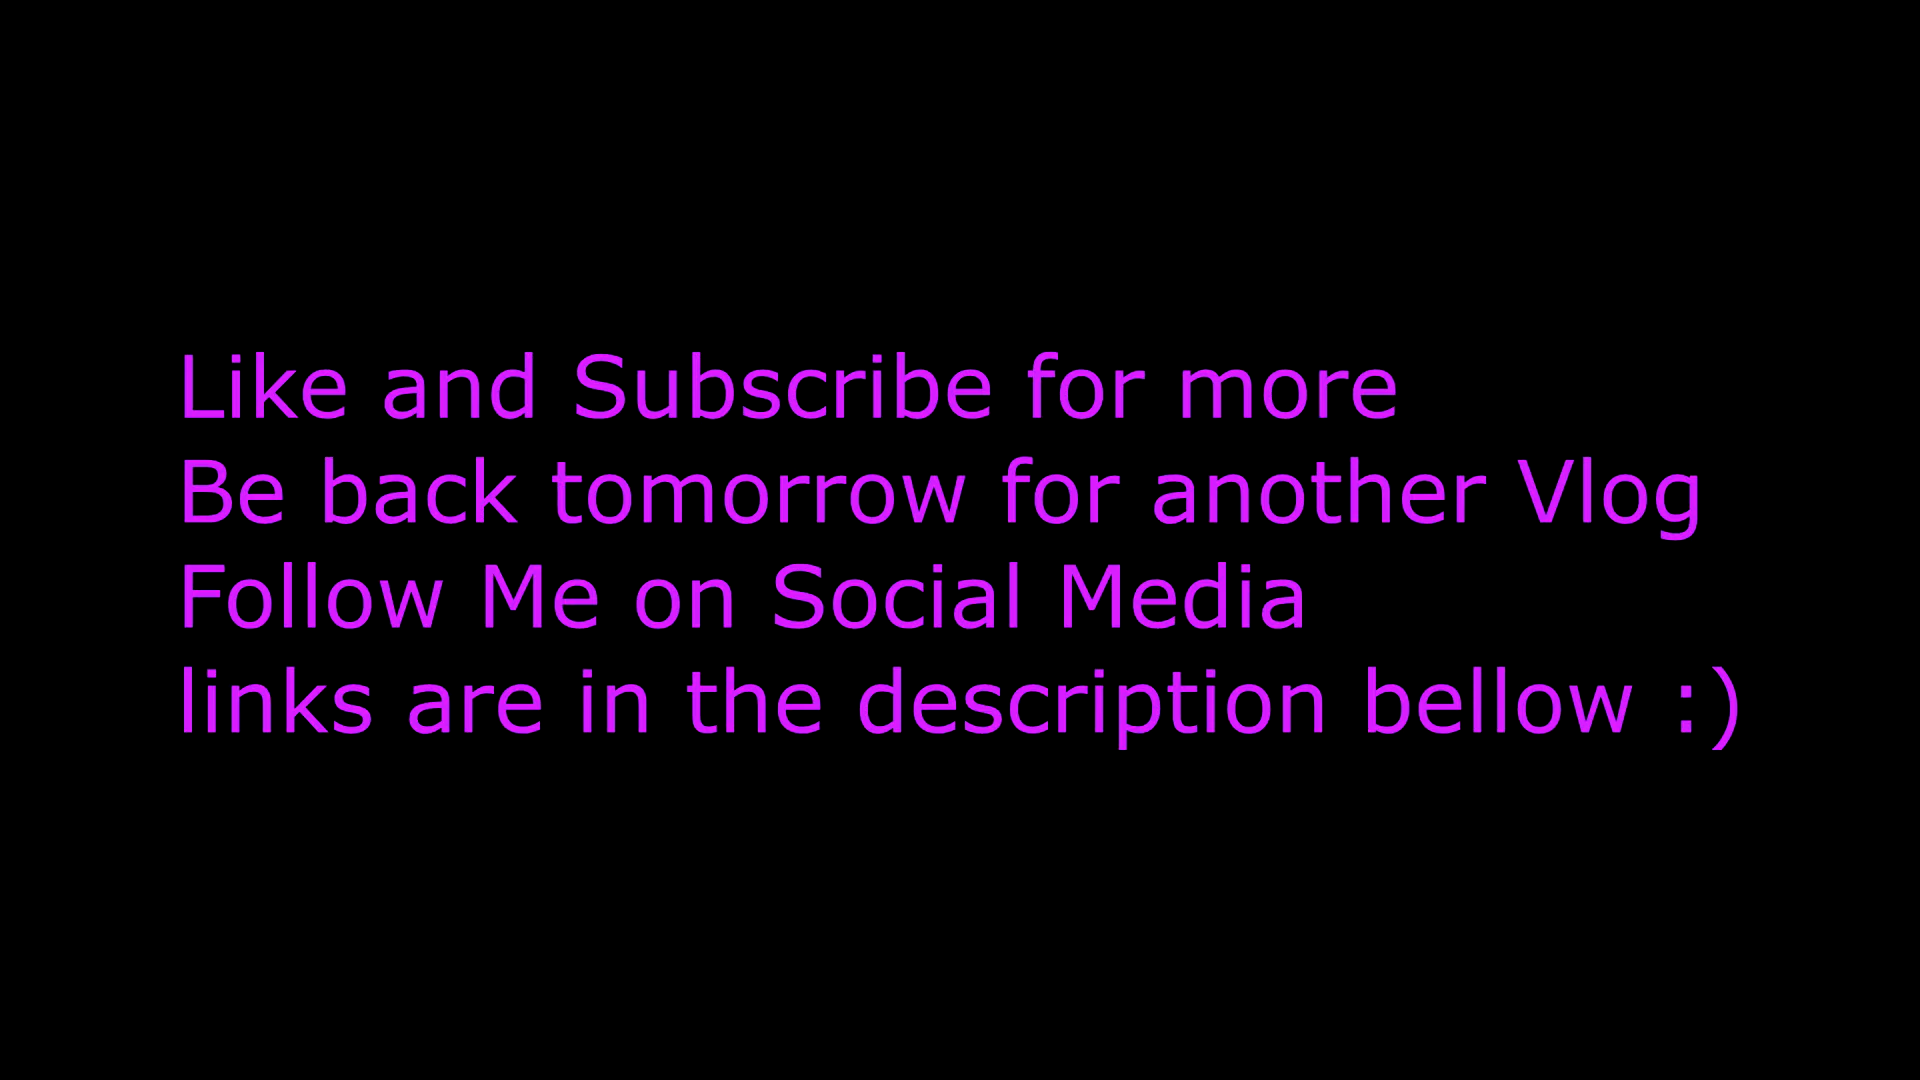 Like and Subscribe for more
Be back tomorrow for another Vlog
Follow Me on Social Media
links are in the description bellow :)